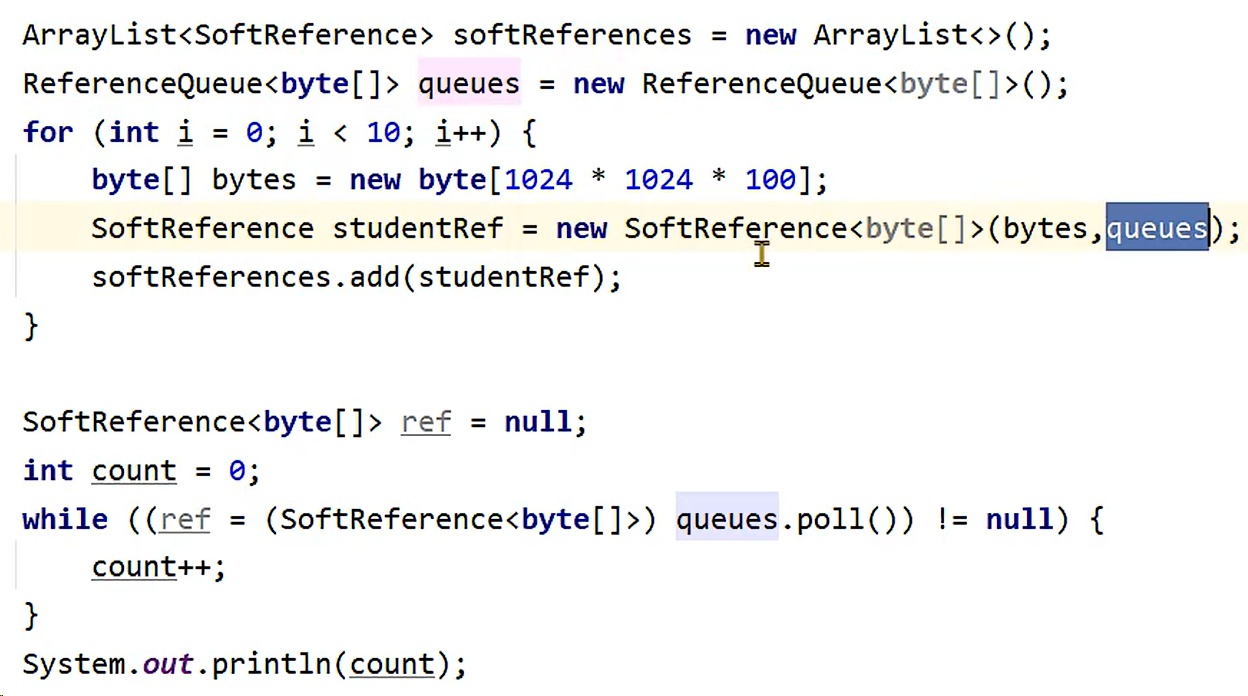 ArrayList<SoftReference> softReferences = new ArrayList<>();
ReferenceQueue<byte[]> queues = new ReferenceQueue<byte[]>();
for (int i = 0; i < 10; i++) {
    byte[] bytes = new byte[1024 * 1024 * 100];
    SoftReference studentRef = new SoftReference<byte[]>(bytes,queues);
    softReferences.add(studentRef);
}

SoftReference<byte[]> ref = null;
int count = 0;
while ((ref = (SoftReference<byte[]>) queues.poll()) != null) {
    count++;
}
System.out.println(count);